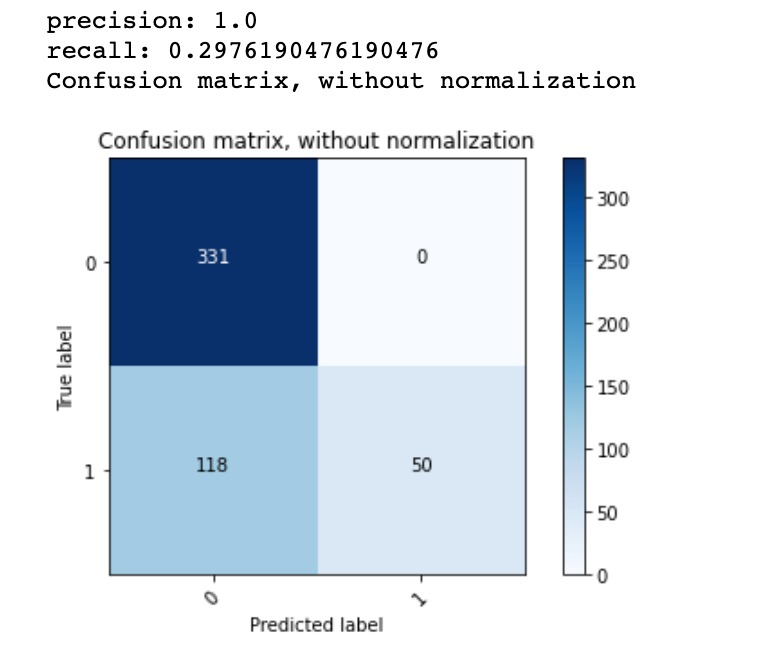 precision: 1.0
recall: 0.2976190476190476
Confusion matrix, without normalization
Confusion matrix, without normalization
331
0
118
50
0
1
True label
0
1
Predicted label
300
250
200
150
100
50
0